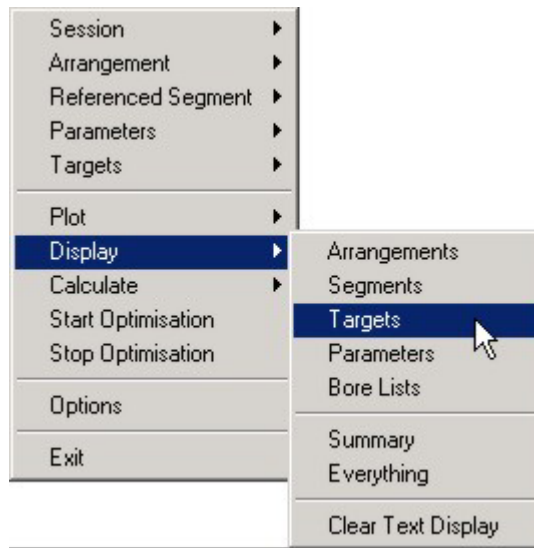 Session
Arrangement
Referenced Segment
Parameters
Targets
Plot
Display
Calculate
Start Optimisation
Stop Optimisation
Options
Exit
Arrangements
Segments
Targets
Parameters
Bore Lists
Summary
Everything
Clear Text Display